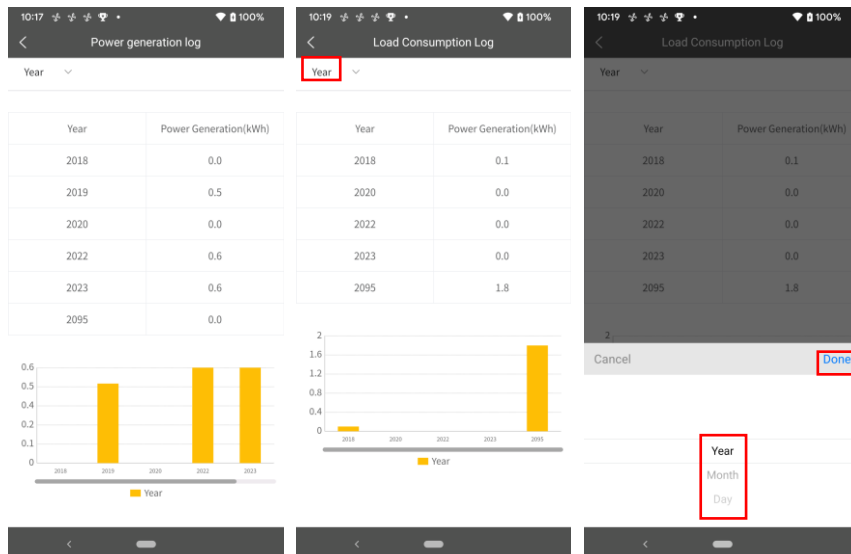 10:17 100%
Power generation log
Year
Year Power Generation(kWh)
2018 0.0
2019 0.5
2020 0.0
2022 0.6
2023 0.6
2095 0.0
0.6
0.5
0.4
0.2
0.1
0
2018 2019 2020 2022 2023
Year
10:19 100%
Load Consumption Log
Year
Year Power Generation(kWh)
2018 0.1
2020 0.0
2022 0.0
2023 0.0
2095 1.8
2
1.6
1.2
0.8
0.4
0
2018 2020 2022 2023 2095
Year
10:19 100%
Load Consumption Log
Year
Year Power Generation(kWh)
2018 0.1
2020 0.0
2022 0.0
2023 0.0
2095 1.8
2
Cancel Done
Year
Month
Day